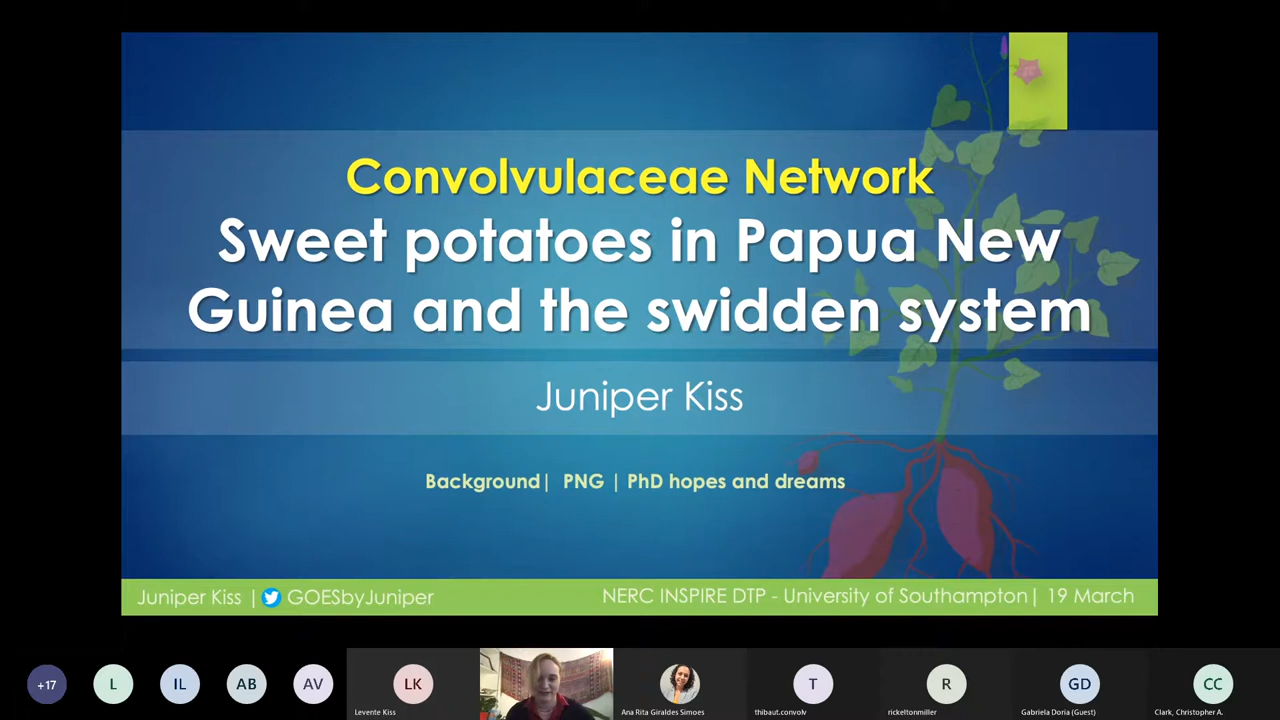 Convolvulaceae Network
Sweet potatoes in Papua New
Guinea and the swidden system
Juniper Kiss
Background| PNG | PhD hopes and dreams
Juniper Kiss | GOESbyJuniper
NERC INSPIRE DTP - University of Southampton| 19 March
+17
L
IL
AB
AV
LK
T
R
GD
CC
Levente Kiss
Ana Rita Giraldes Simoes
thibaut.convolv
rickeltonmiller
Gabriela Doria (Guest)
Clark, Christopher A.